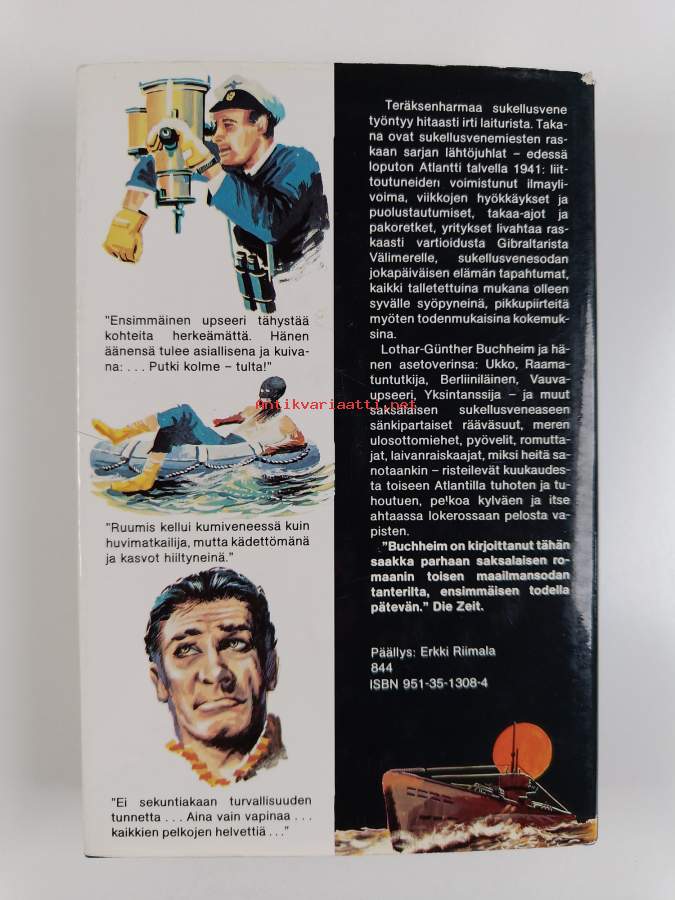 "Ensimmäinen upseeri tähystää
kohteita herkeämättä. Hänen
äänensä tulee asiallisena ja kuiva-
na: . . . Putki kolme – tulta!"
"Ruumis kellui kumiveneessä kuin
huvimatkailija, mutta kädettömänä
ja kasvot hiiltyneinä."
"Ei sekuntiakaan turvallisuuden
tunnetta . . . Aina vain vapinaa . . .
kaikkien pelkojen helvettiä . . ."
Teräksenharmaa sukellusvene
työntyy hitaasti irti laiturista. Taka-
na ovat sukellusvenemiesten ras-
kaan sarjan lähtöjuhlat – edessä
loputon Atlantti talvella 1941: liit-
toutuneiden voimistunut ilmayli-
voima, viikkojen hyökkäykset ja
puolustautumiset, takaa-ajot ja
pakoretket, yritykset livahtaa ras-
kaasti vartioidusta Gibraltarista
Välimerelle, sukellusvenesodan
jokapäiväisen elämän tapahtumat,
kaikki talletettuina mukana olleen
syvälle syöpyneinä, pikkupiirteitä
myöten todenmukaisina kokemuk-
sina.
Lothar-Günther Buchheim ja hä-
nen asetoverinsa: Ukko, Raama-
tuntutkija, Berliiniläinen, Vauva-
upseeri, Yksintanssija – ja muut
saksalaisen sukellusveneaseen
sänkipartaiset rääväsuut, meren
ulosottomiehet, pyövelit, romutta-
jat, laivanraiskaajat, miksi heitä sa-
notaankin – risteilevät kuukaudes-
ta toiseen Atlantilla tuhoten ja tu-
houtuen, pelkoa kylväen ja itse
ahtaassa lokerossaan pelosta va-
pisten.
"Buchheim on kirjoittanut tähän
saakka parhaan saksalaisen ro-
maanin toisen maailmansodan
tanterilta, ensimmäisen todella
pätevän." Die Zeit.
Päällys: Erkki Riimala
844
ISBN 951-35-1308-4
Antikvariaatti.net